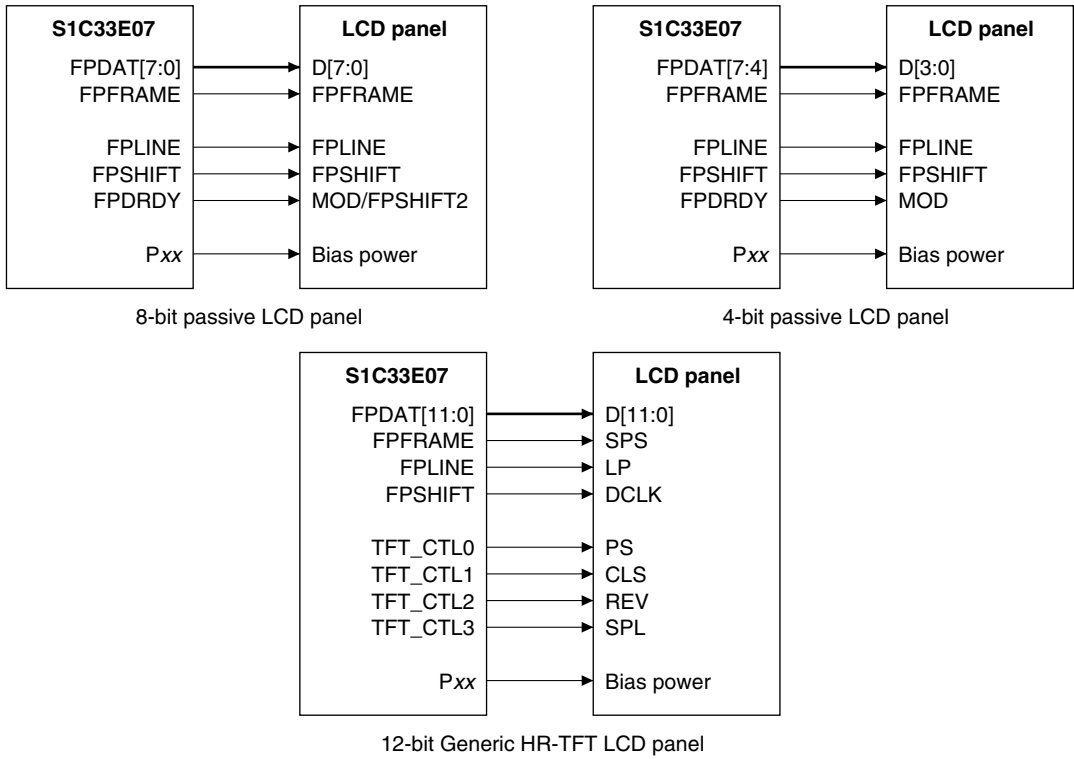 S1C33E07 LCD panel
FPDAT[7:0] D[7:0]
FPFRAME FPFRAME
FPLINE FPLINE
FPSHIFT FPSHIFT
FPDRDY MOD/FPSHIFT2
Pxx Bias power
8-bit passive LCD panel
S1C33E07 LCD panel
FPDAT[7:4] D[3:0]
FPFRAME FPFRAME
FPLINE FPLINE
FPSHIFT FPSHIFT
FPDRDY MOD
Pxx Bias power
4-bit passive LCD panel
S1C33E07 LCD panel
FPDAT[11:0] D[11:0]
FPFRAME SPS
FPLINE LP
FPSHIFT DCLK
TFT_CTL0 PS
TFT_CTL1 CLS
TFT_CTL2 REV
TFT_CTL3 SPL
Pxx Bias power
12-bit Generic HR-TFT LCD panel